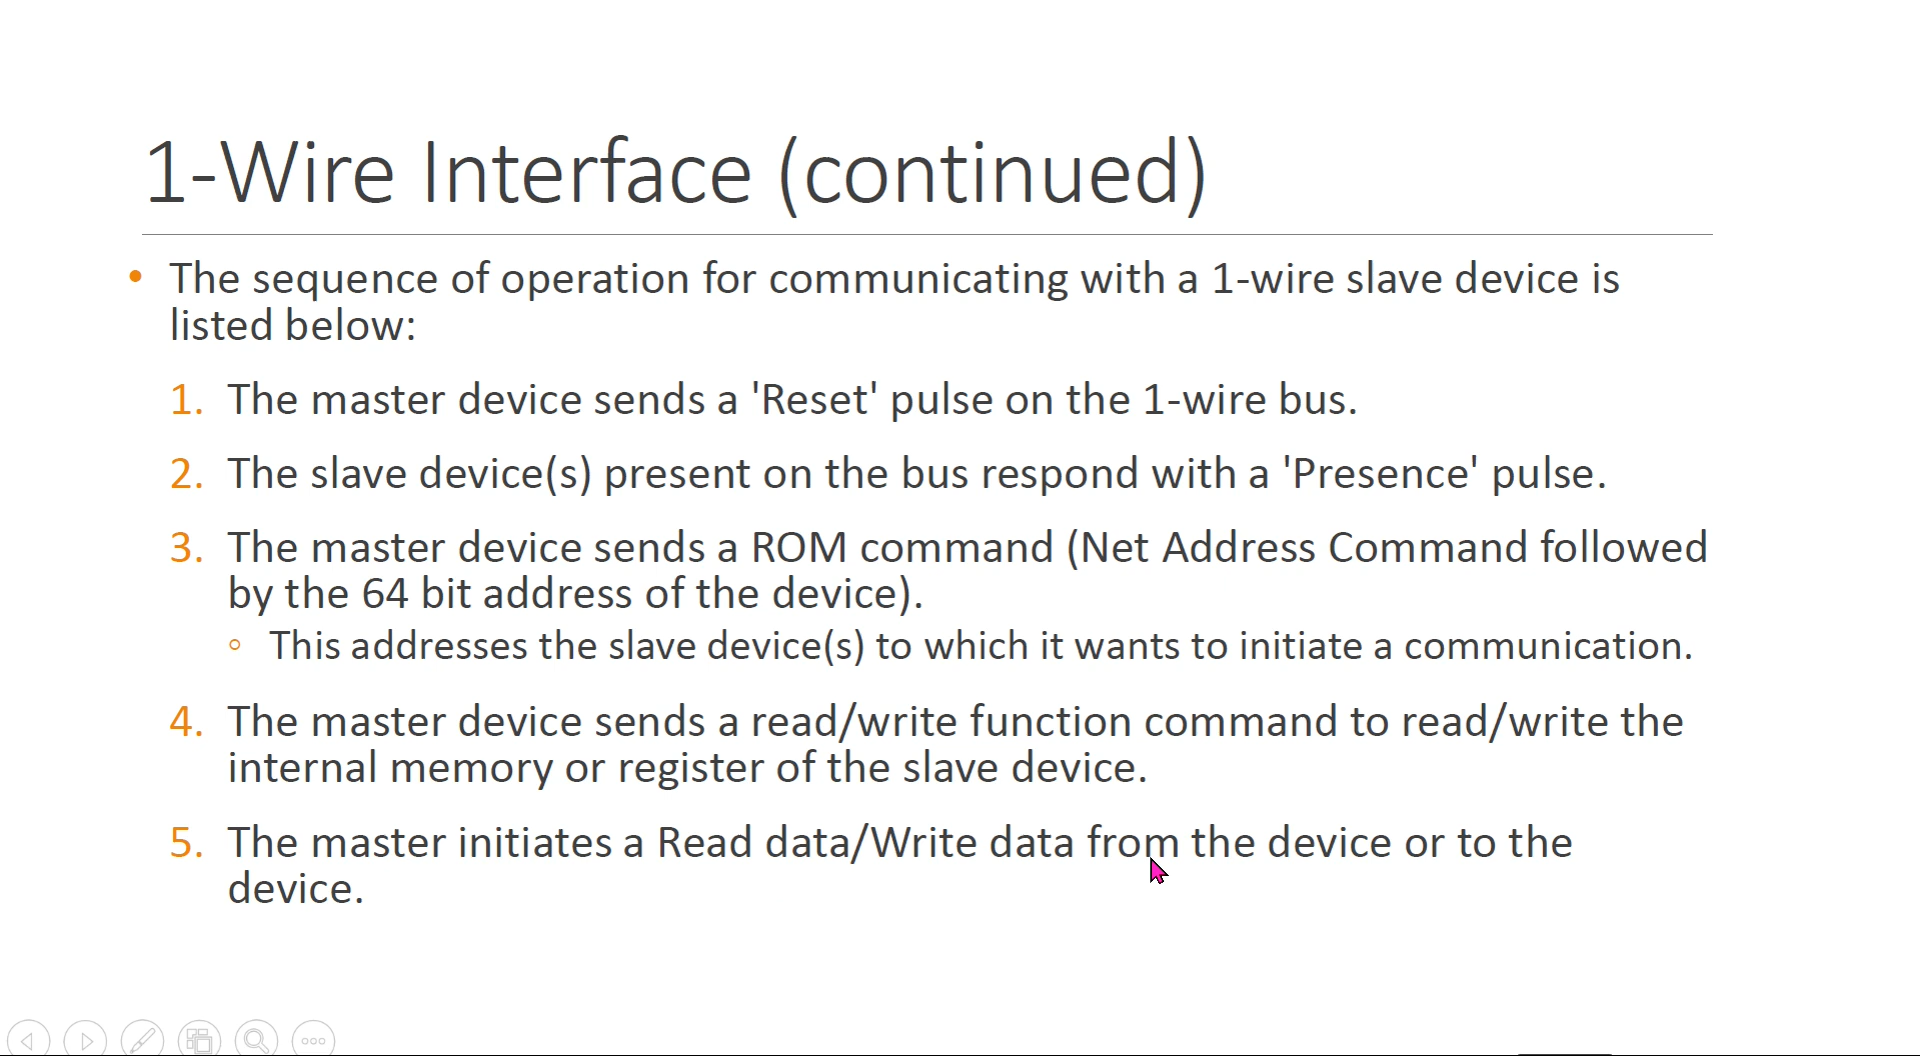 1-Wire Interface (continued)
• The sequence of operation for communicating with a 1-wire slave device is
listed below:
1. The master device sends a 'Reset' pulse on the 1-wire bus.
2. The slave device(s) present on the bus respond with a 'Presence' pulse.
3. The master device sends a ROM command (Net Address Command followed
by the 64 bit address of the device).
◦ This addresses the slave device(s) to which it wants to initiate a communication.
4. The master device sends a read/write function command to read/write the
internal memory or register of the slave device.
5. The master initiates a Read data/Write data from the device or to the
device.